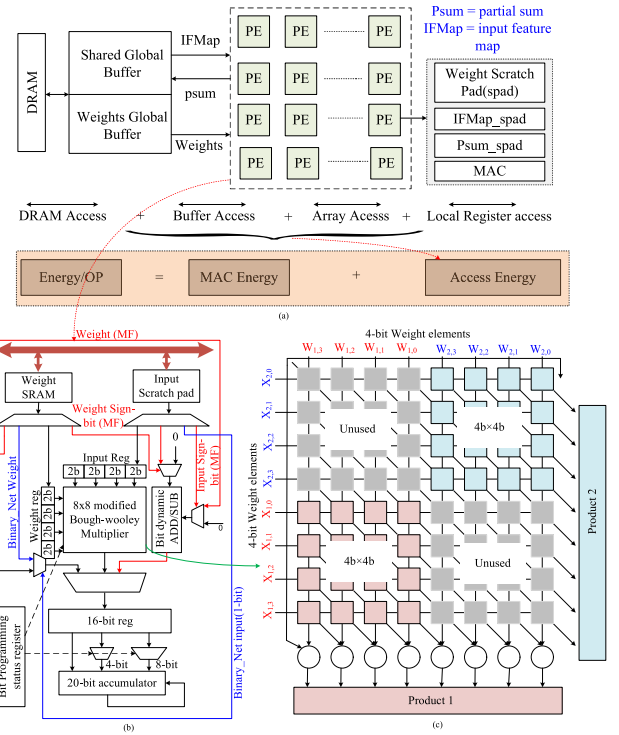 Psum = partial sum
IFMap = input feature
map
DRAM
Shared Global
Buffer
Weights Global
Buffer
IFMap
psum
Weights
PE PE PE
PE PE PE
PE PE PE
PE PE PE
Weight Scratch
Pad(spad)
IFMap_spad
Psum_spad
MAC
DRAM Access + Buffer Access + Array Acesss + Local Register access
Energy/OP = MAC Energy + Access Energy
(a)
Weight (MF)
Weight
SRAM
Input
Scratch pad
Weight Sign-
bit (MF)
0
Input Sign-
bit (MF)
Binary_Net Weight
Input Reg
2b 2b 2b 2b
Weight reg
2b 2b 2b 2b
8x8 modified
Bough-wooley
Multiplier
Bit dynamic
ADD/SUB
0
16-bit reg
4-bit
8-bit
20-bit accumulator
Bit Programming
status register
Binary_Net input(1-bit)
(b)
4-bit Weight elements
W1,3 W1,2 W1,1 W1,0 W2,3 W2,2 W2,1 W2,0
4-bit Weight elements
X2,0
X2,1
X2,2
X2,3
X1,0
X1,1
X1,2
X1,3
Unused
4b×4b
4b×4b
Unused
Product 2
Product 1
(c)